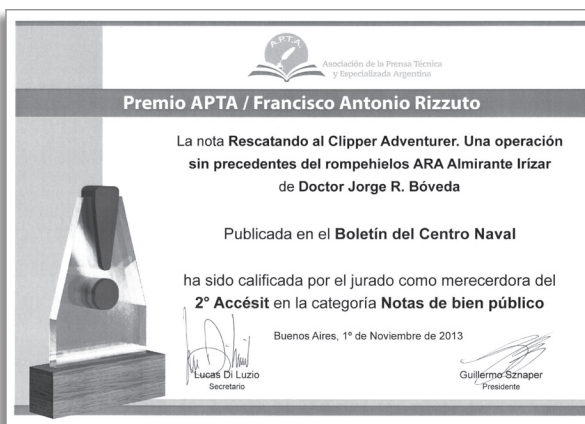 A.P.T.A.
Asociación de la Prensa Técnica
y Especializada Argentina
Premio APTA / Francisco Antonio Rizzuto
La nota Rescatando al Clipper Adventurer. Una operación
sin precedentes del rompehielos ARA Almirante Irízar
de Doctor Jorge R. Bóveda
Publicada en el Boletín del Centro Naval
ha sido calificada por el jurado como merecerdora del
2° Accésit en la categoría Notas de bien público
Buenos Aires, 1º de Noviembre de 2013
Lucas Di Luzio
Secretario
Guillermo Sznaper
Presidente